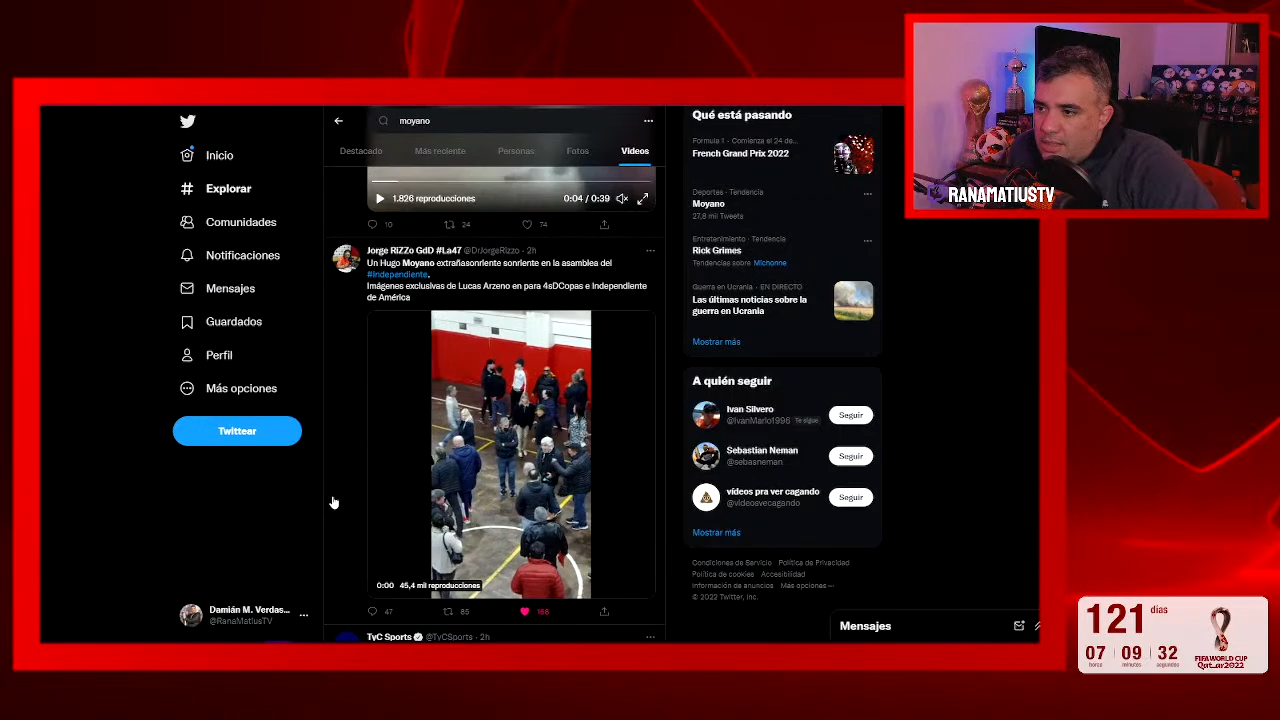 Inicio
Explorar
Comunidades
Notificaciones
Mensajes
Guardados
Perfil
Más opciones
Twittear
Damián M. Verdas...
@RanaMatiusTV
moyano
Destacado
Más reciente
Personas
Fotos
Videos
1.826 reproducciones
0:04 / 0:39
10
24
74
Jorge RIZZo GdD #La47 @DrJorgeRizzo · 2h
Un Hugo Moyano extrañasonriente sonriente en la asamblea del
#Independiente.
Imágenes exclusivas de Lucas Arzeno en para 4sDCopas e Independiente
de América
0:00 45,4 mil reproducciones
47
85
168
TyC Sports @TyCSports · 2h
Qué está pasando
Formula 1 · Comienza el 24 de...
French Grand Prix 2022
Deportes · Tendencia
Moyano
27,8 mil Tweets
Entretenimiento · Tendencia
Rick Grimes
Tendencias sobre Michonne
Guerra en Ucrania · EN DIRECTO
Las últimas noticias sobre la
guerra en Ucrania
Mostrar más
A quién seguir
Ivan Silvero
@IvanMario1996 Te sigue
Seguir
Sebastian Neman
@sebasneman
Seguir
vídeos pra ver cagando
@videosvecagando
Seguir
Mostrar más
Condiciones de Servicio Política de Privacidad
Política de cookies Accesibilidad
Información de anuncios Más opciones ···
© 2022 Twitter, Inc.
Mensajes
RANAMATIUSTV
121 dias
07 09 32
horas minutos segundos
FIFA WORLD CUP
Qatar2022